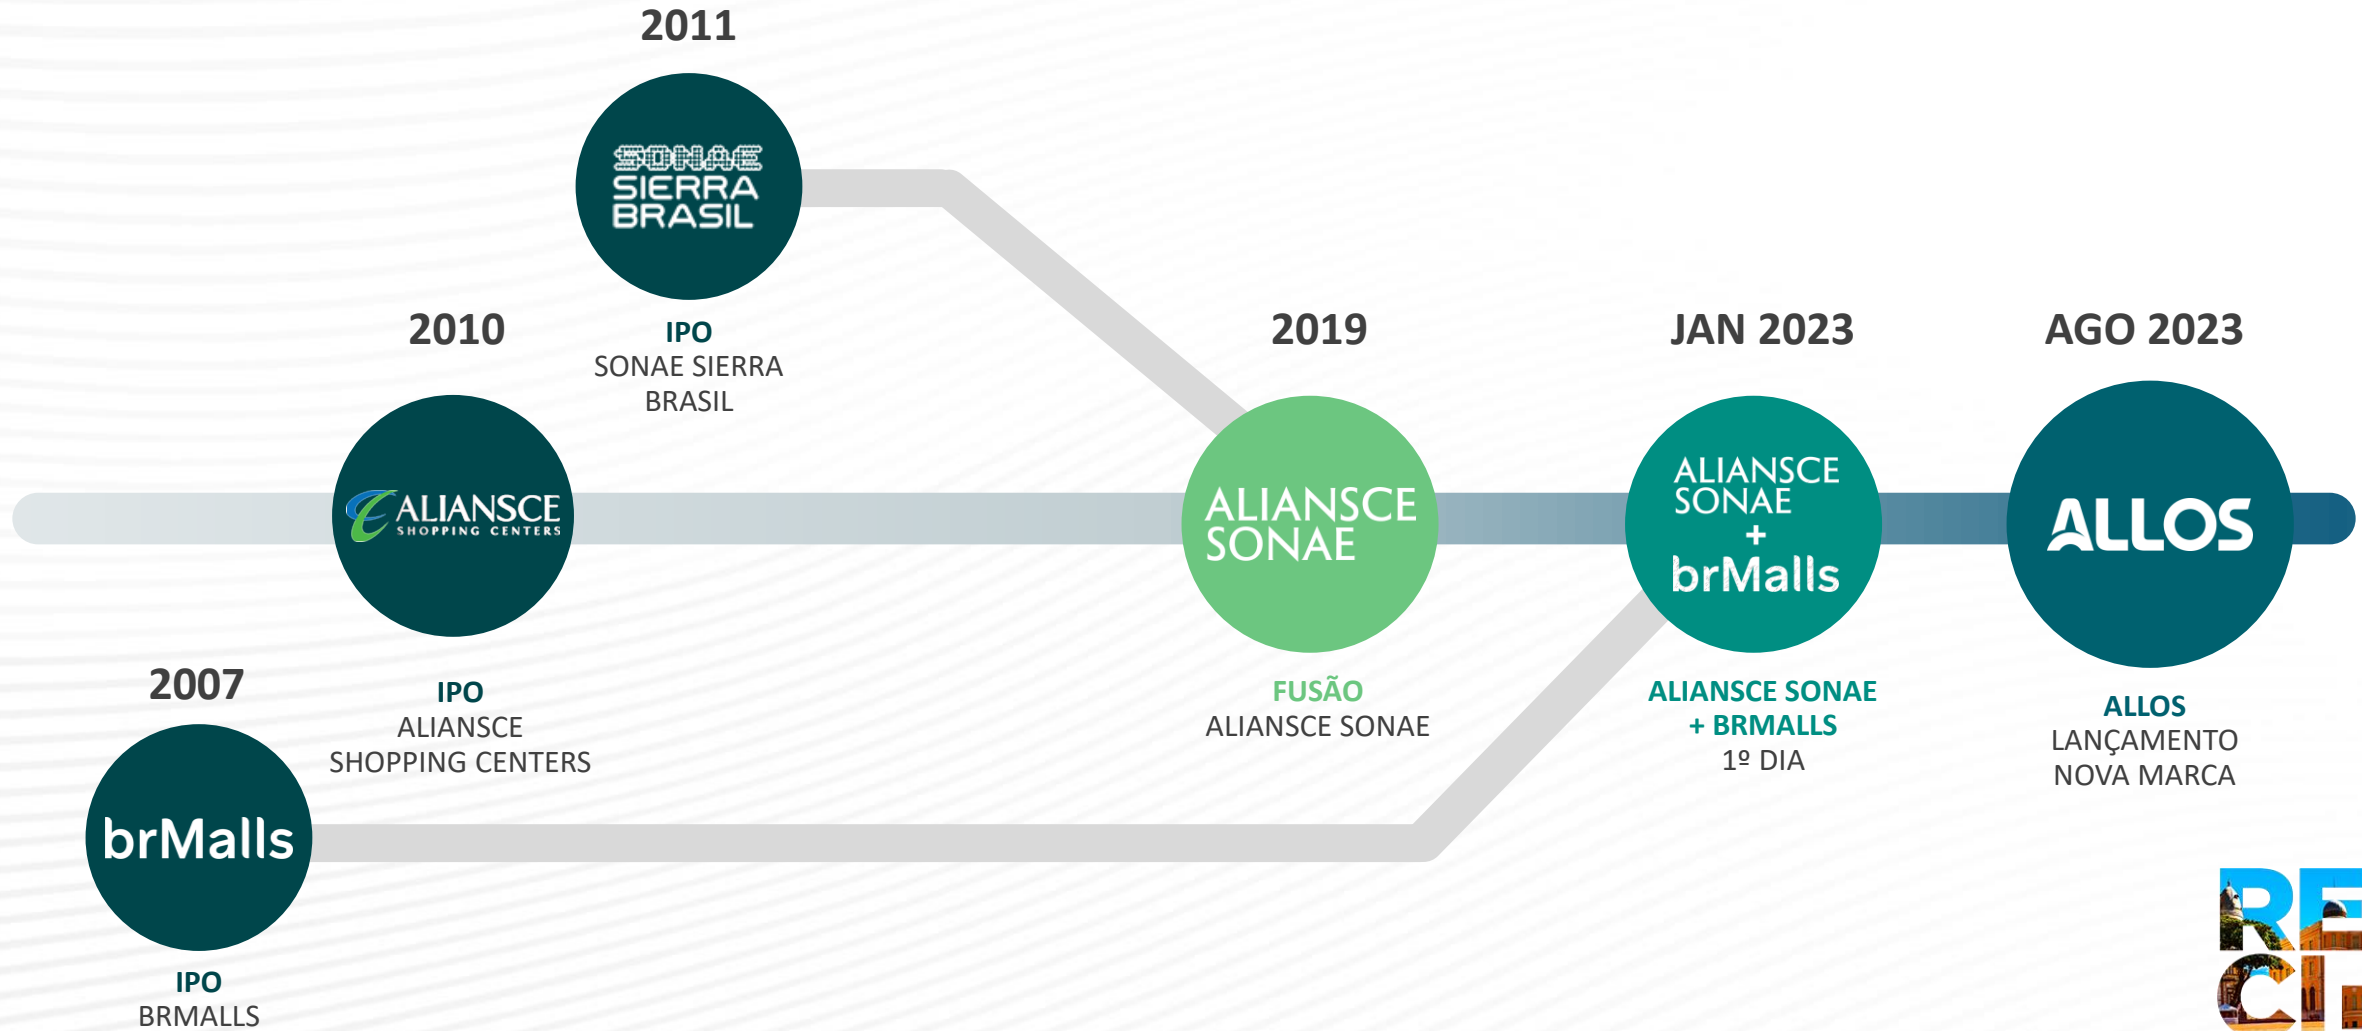 2011
SONAE
SIERRA
BRASIL
IPO
SONAE SIERRA
BRASIL
2010
ALIANSCE
SHOPPING CENTERS
IPO
ALIANSCE
SHOPPING CENTERS
2007
brMalls
IPO
BRMALLS
2019
ALIANSCE
SONAE
FUSÃO
ALIANSCE SONAE
JAN 2023
ALIANSCE
SONAE
+
brMalls
ALIANSCE SONAE
+ BRMALLS
1º DIA
AGO 2023
ALLOS
ALLOS
LANÇAMENTO
NOVA MARCA